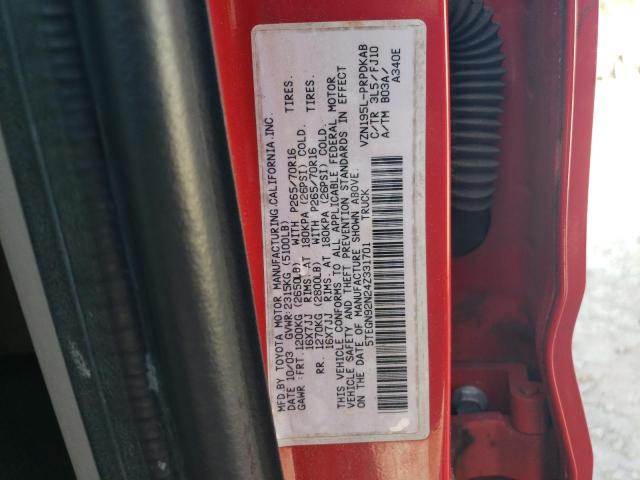 MFD. BY TOYOTA MOTOR MANUFACTURING. CALIFORNIA. INC.
DATE 10/03 GVWR: 2315KG (5100LB)
GAWR : FRT. 1200KG (2650LB) WITH P265/70R16 TIRES.
16X7JJ RIMS. AT 180KPA (26PSI) COLD.
RR. 1270KG (2800LB) WITH P265/70R16 TIRES.
16X7JJ RIMS. AT 180KPA (26PSI) COLD.
THIS VEHICLE CONFORMS TO ALL APPLICABLE FEDERAL MOTOR
VEHICLE SAFETY AND THEFT PREVENTION STANDARDS IN EFFECT
ON THE DATE OF MANUFACTURE SHOWN ABOVE.
5TEGN92N24Z331701 TRUCK
VZN195L-PRPDKAB
C/TR 3L5/FJ10
A/TM B03A/
A340E